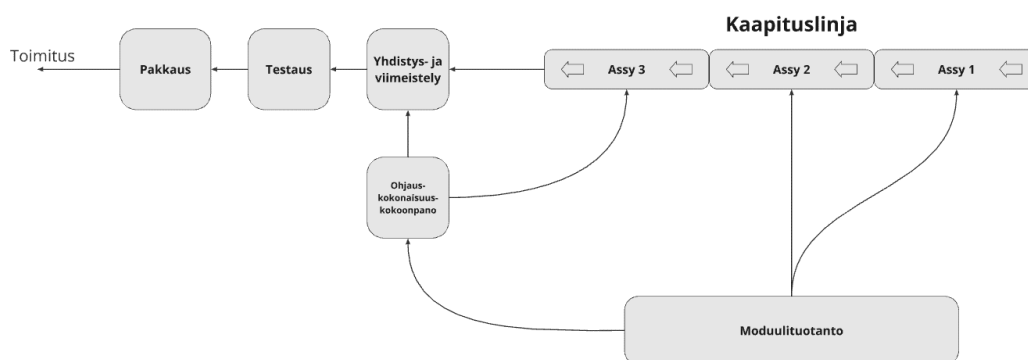 Kaapituslinja
Toimitus
Pakkaus
Testaus
Yhdistys- ja
viimeistely
Assy 3
Assy 2
Assy 1
Ohjaus-
kokonaisuus-
kokoonpano
Moduulituotanto